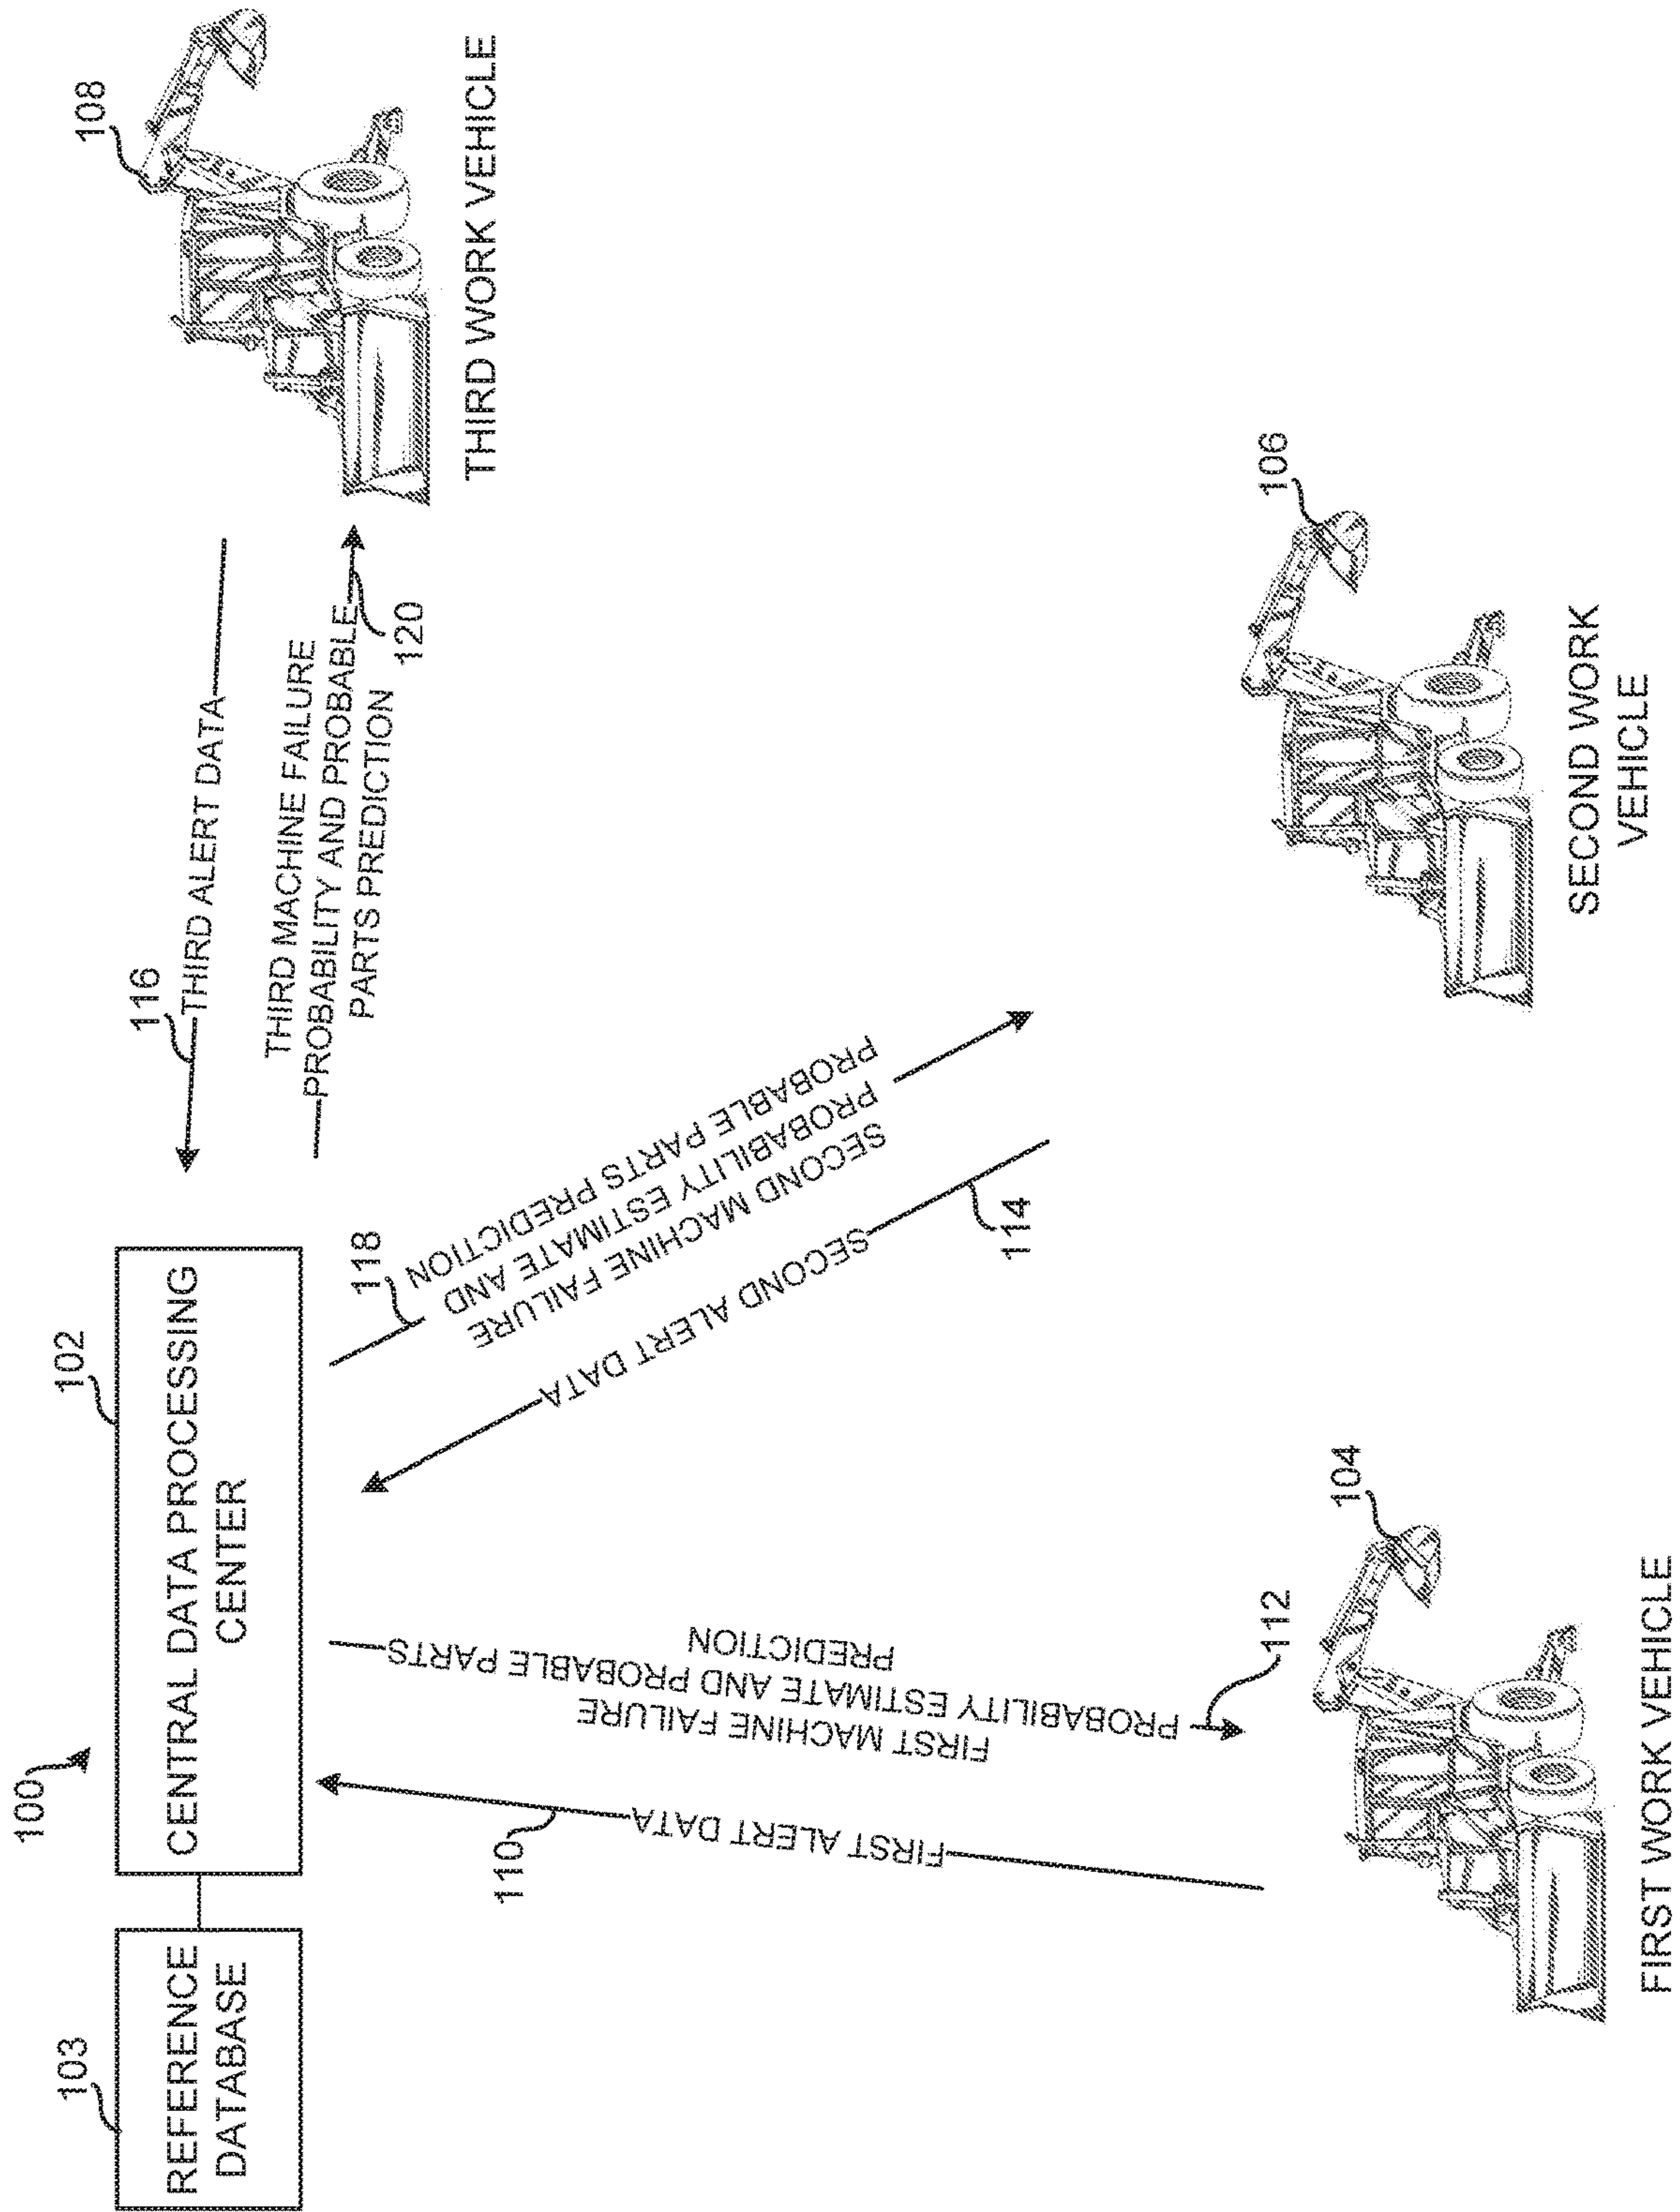 100
103
REFERENCE
DATABASE
102
CENTRAL DATA PROCESSING
CENTER
116
THIRD ALERT DATA
THIRD MACHINE FAILURE
PROBABILITY AND PROBABLE
PARTS PREDICTION
120
108
THIRD WORK VEHICLE
118
SECOND MACHINE FAILURE
PROBABILITY ESTIMATE AND
PROBABLE PARTS PREDICTION
SECOND ALERT DATA
114
106
SECOND WORK
VEHICLE
110
FIRST ALERT DATA
FIRST MACHINE FAILURE
PROBABILITY ESTIMATE AND PROBABLE PARTS
PREDICTION
112
104
FIRST WORK VEHICLE